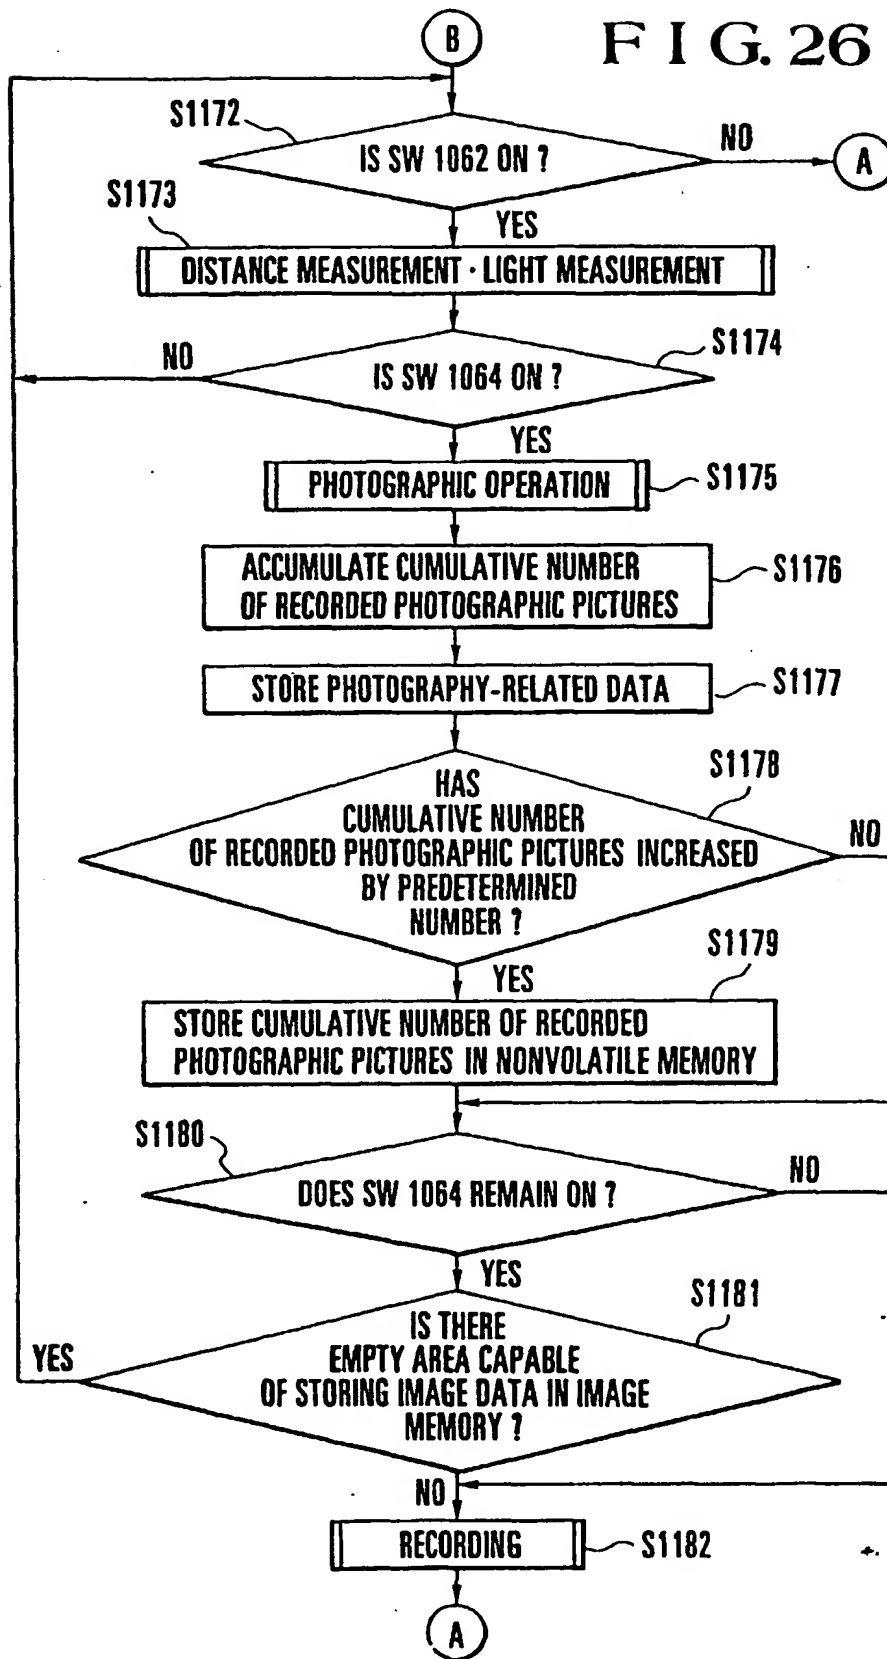 B
F I G. 26
S1172
IS SW 1062 ON ?
NO
A
S1173
YES
DISTANCE MEASUREMENT · LIGHT MEASUREMENT
NO
S1174
IS SW 1064 ON ?
YES
PHOTOGRAPHIC OPERATION
S1175
ACCUMULATE CUMULATIVE NUMBER
OF RECORDED PHOTOGRAPHIC PICTURES
S1176
STORE PHOTOGRAPHY-RELATED DATA
S1177
S1178
HAS
CUMULATIVE NUMBER
OF RECORDED PHOTOGRAPHIC PICTURES INCREASED
BY PREDETERMINED
NUMBER ?
NO
S1179
YES
STORE CUMULATIVE NUMBER OF RECORDED
PHOTOGRAPHIC PICTURES IN NONVOLATILE MEMORY
S1180
DOES SW 1064 REMAIN ON ?
NO
YES
S1181
IS THERE
EMPTY AREA CAPABLE
OF STORING IMAGE DATA IN IMAGE
MEMORY ?
YES
NO
RECORDING
S1182
A